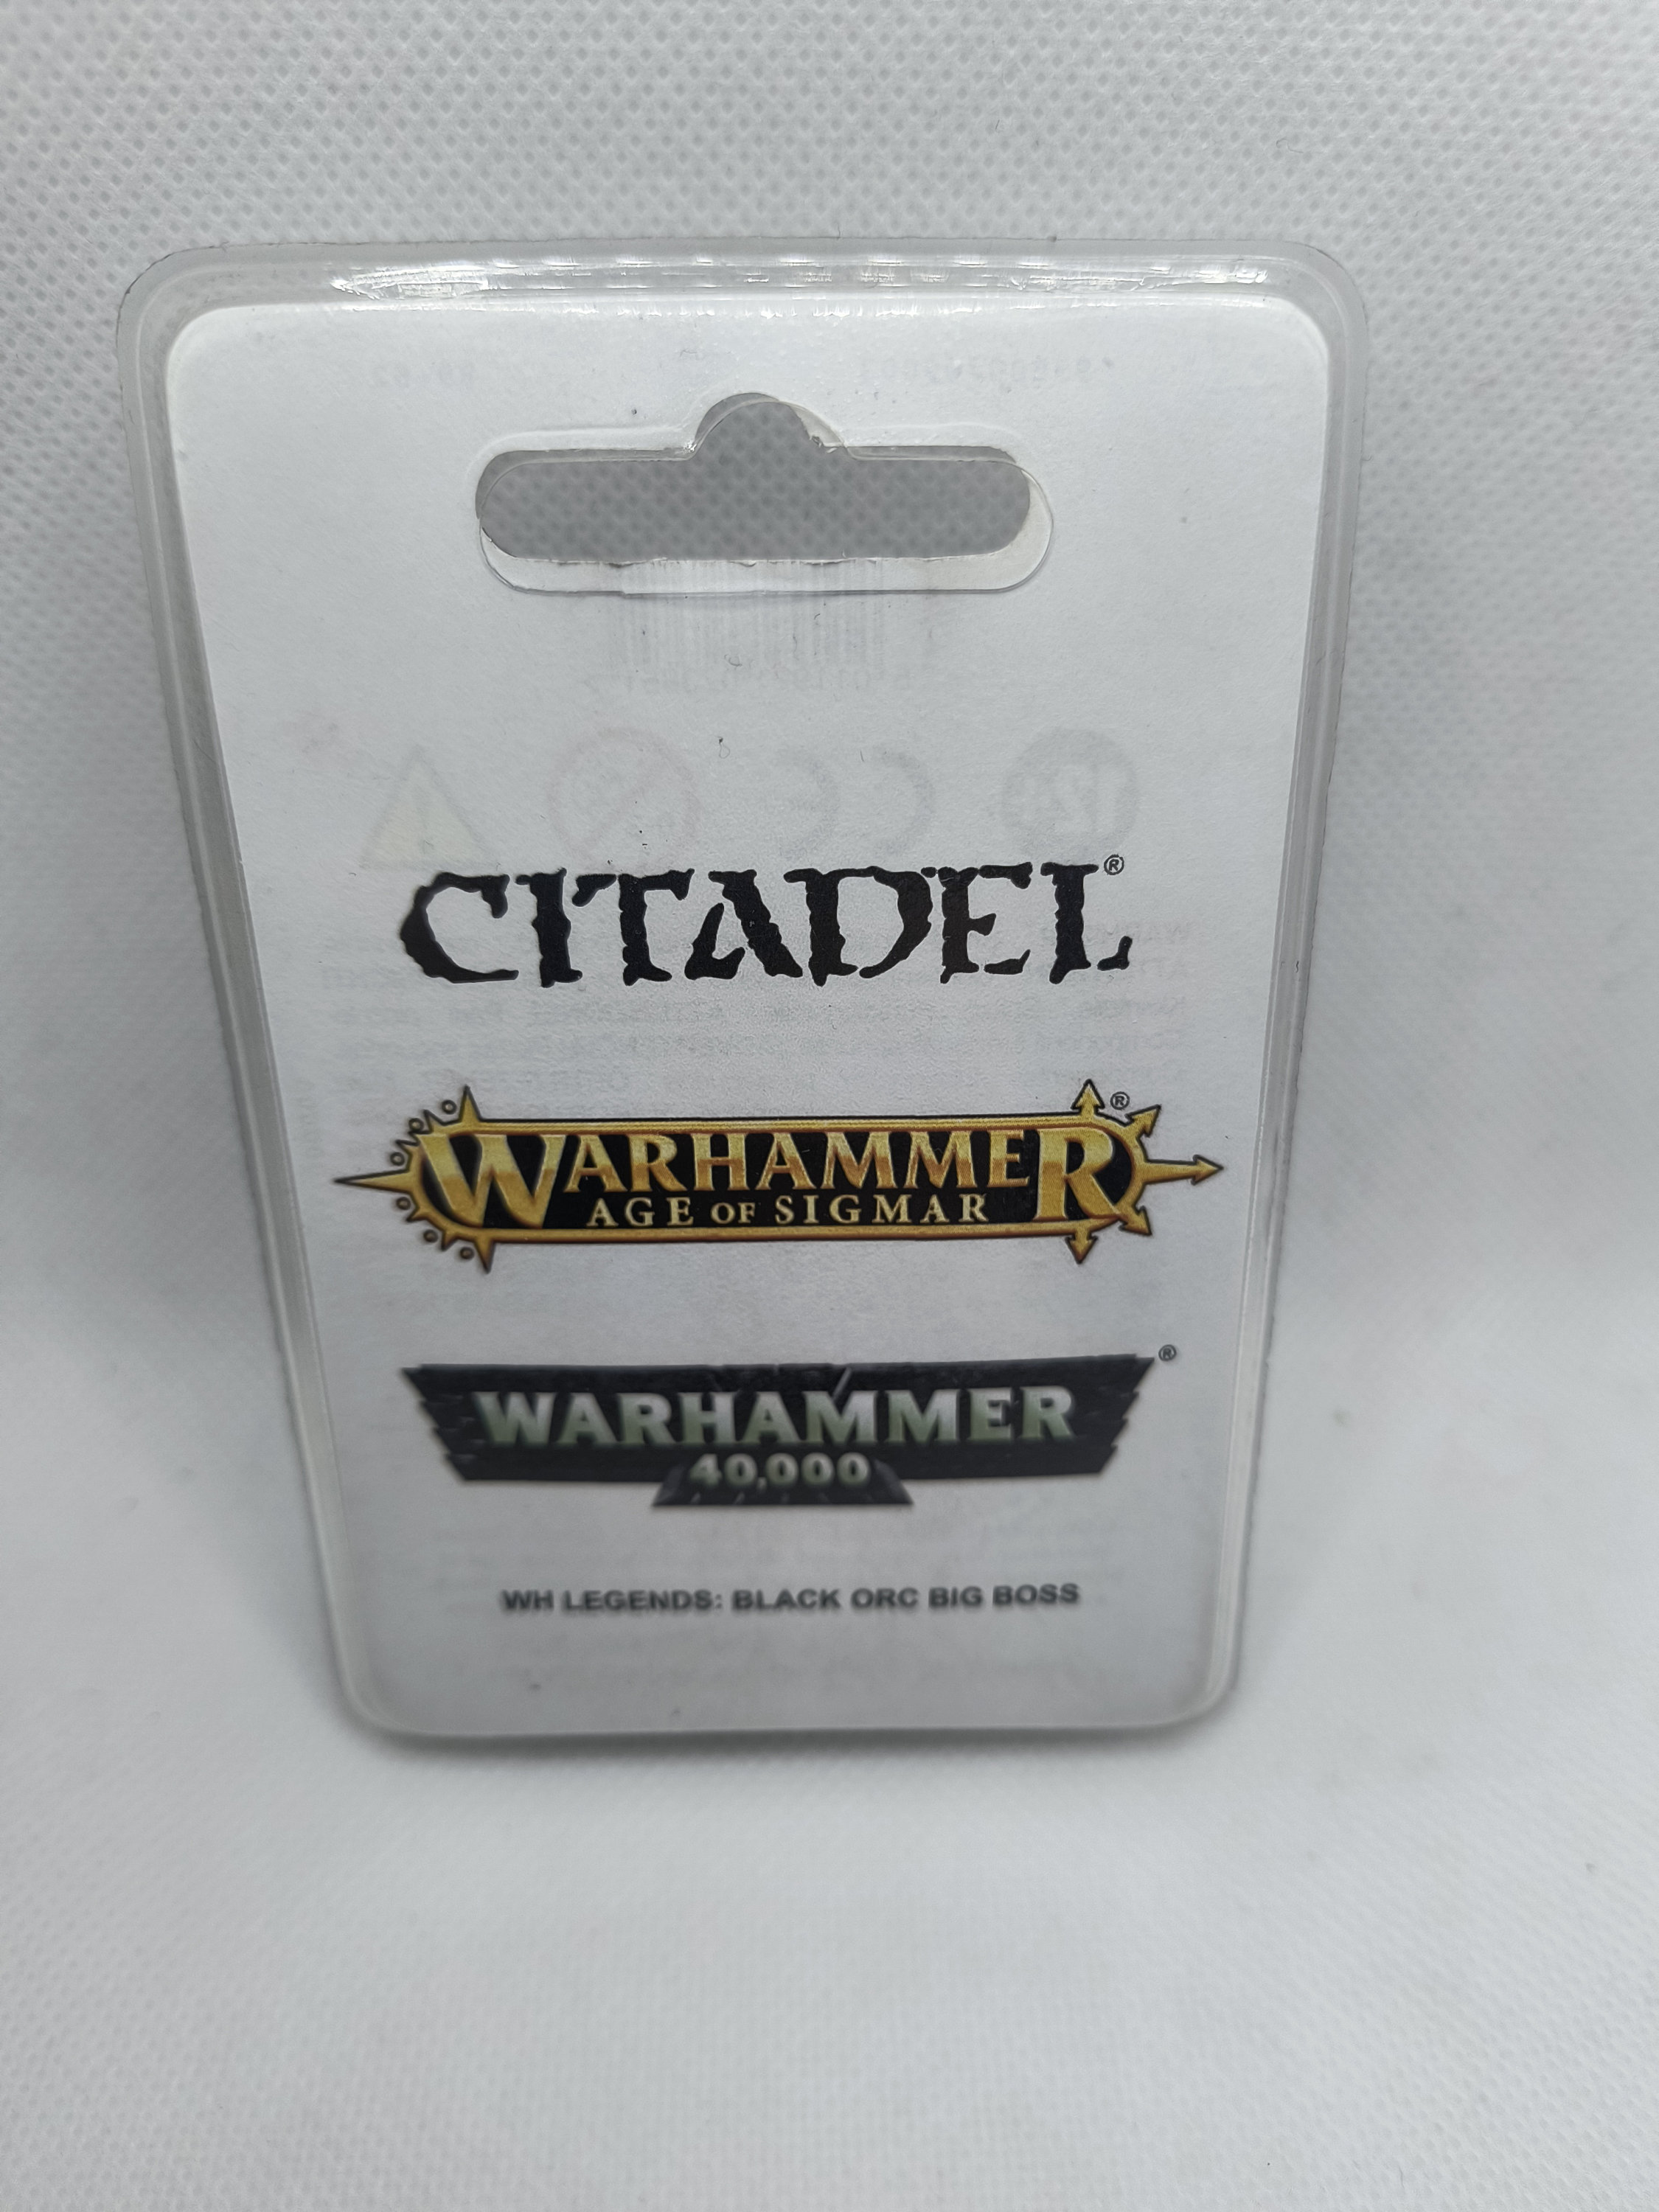 CITADEL®
WARHAMMER®
AGE OF SIGMAR
WARHAMMER®
40,000
WH LEGENDS: BLACK ORC BIG BOSS